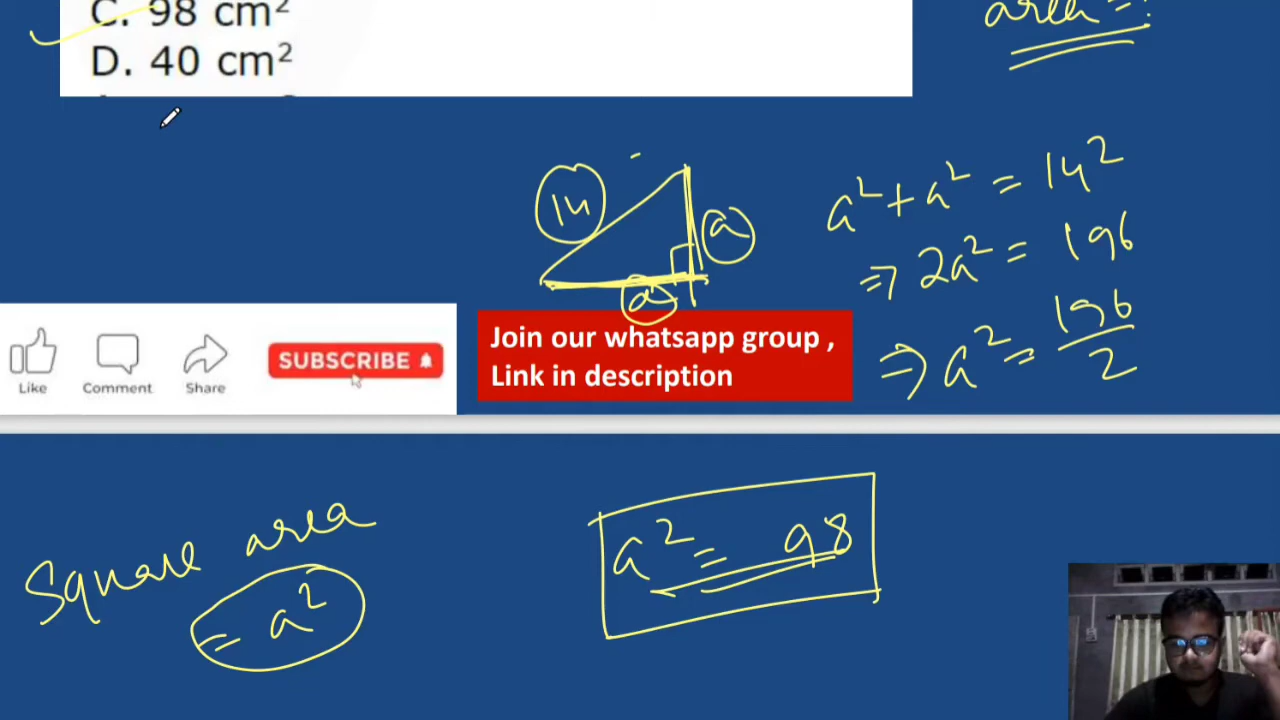 C. 98 cm²
D. 40 cm²
area = ?
14
a
a
a² + a² = 14²
⇒ 2a² = 196
⇒ a² = 196/2
Like
Comment
Share
SUBSCRIBE
Join our whatsapp group ,
Link in description
Square area
= a²
a² = 98